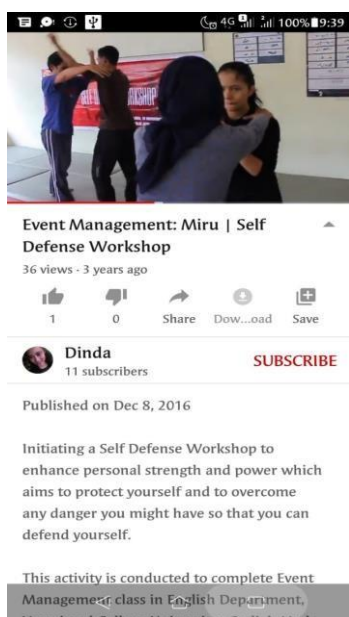 4G 100% 9:39
SELF DEFENSE WORKSHOP
Event Management: Miru | Self
Defense Workshop
36 views - 3 years ago
1 0 Share Dow...oad Save
Dinda
11 subscribers
SUBSCRIBE
Published on Dec 8, 2016
Initiating a Self Defense Workshop to
enhance personal strength and power which
aims to protect yourself and to overcome
any danger you might have so that you can
defend yourself.
This activity is conducted to complete Event
Management class in English Department,